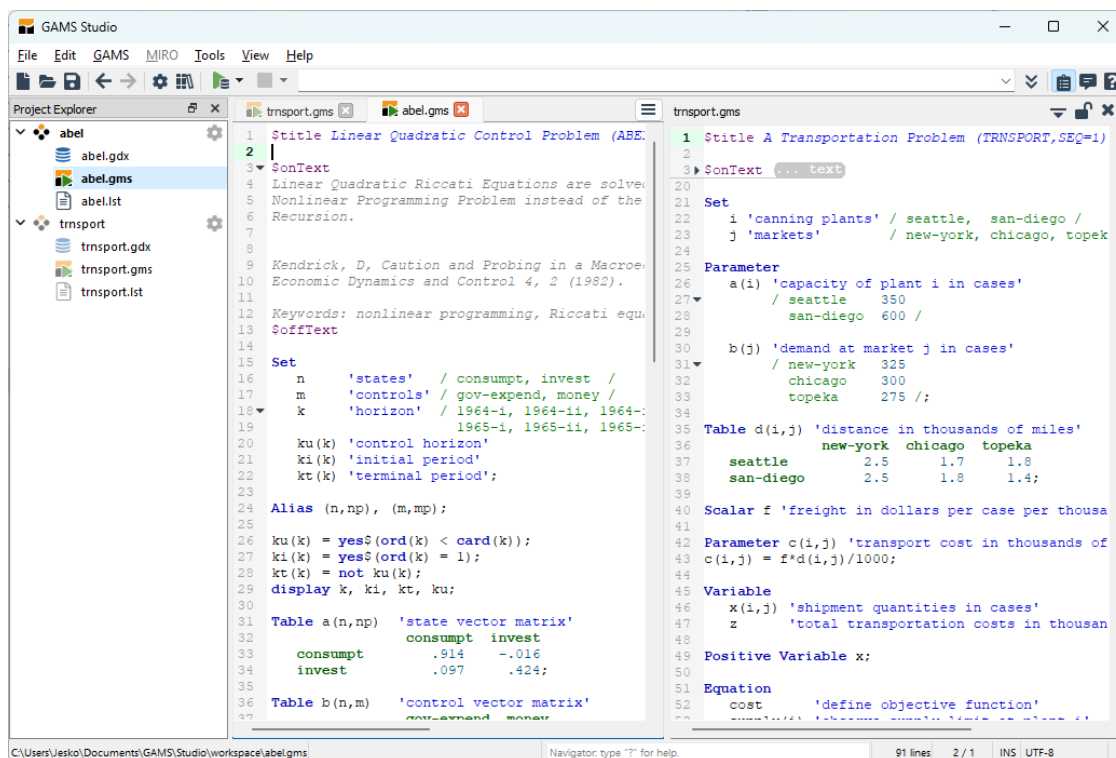 GAMS Studio
File Edit GAMS MIRO Tools View Help
Project Explorer
abel
abel.gdx
abel.gms
abel.lst
trnsport
trnsport.gdx
trnsport.gms
trnsport.lst
trnsport.gms abel.gms
1 $title Linear Quadratic Control Problem (ABE
2
3 $onText
4 Linear Quadratic Riccati Equations are solve
5 Nonlinear Programming Problem instead of the
6 Recursion.
7
8
9 Kendrick, D, Caution and Probing in a Macroe
10 Economic Dynamics and Control 4, 2 (1982).
11
12 Keywords: nonlinear programming, Riccati equ
13 $offText
14
15 Set
16 n 'states' / consumpt, invest /
17 m 'controls' / gov-expend, money /
18 k 'horizon' / 1964-i, 1964-ii, 1964-
19 1965-i, 1965-ii, 1965-
20 ku(k) 'control horizon'
21 ki(k) 'initial period'
22 kt(k) 'terminal period';
23
24 Alias (n,np), (m,mp);
25
26 ku(k) = yes$(ord(k) < card(k));
27 ki(k) = yes$(ord(k) = 1);
28 kt(k) = not ku(k);
29 display k, ki, kt, ku;
30
31 Table a(n,np) 'state vector matrix'
32 consumpt invest
33 consumpt .914 -.016
34 invest .097 .424;
35
36 Table b(n,m) 'control vector matrix'
37 gov-expend money
trnsport.gms
1 $title A Transportation Problem (TRNSPORT,SEQ=1)
2
3 $onText (... text)
20
21 Set
22 i 'canning plants' / seattle, san-diego /
23 j 'markets' / new-york, chicago, topek
24
25 Parameter
26 a(i) 'capacity of plant i in cases'
27 / seattle 350
28 san-diego 600 /
29
30 b(j) 'demand at market j in cases'
31 / new-york 325
32 chicago 300
33 topeka 275 /;
34
35 Table d(i,j) 'distance in thousands of miles'
36 new-york chicago topeka
37 seattle 2.5 1.7 1.8
38 san-diego 2.5 1.8 1.4;
39
40 Scalar f 'freight in dollars per case per thousa
41
42 Parameter c(i,j) 'transport cost in thousands of
43 c(i,j) = f*d(i,j)/1000;
44
45 Variable
46 x(i,j) 'shipment quantities in cases'
47 z 'total transportation costs in thousan
48
49 Positive Variable x;
50
51 Equation
52 cost 'define objective function'
53 supply(i) 'observe supply limit at plant i'
C:\Users\Jesko\Documents\GAMS\Studio\workspace\abel.gms
Navigator: type "?" for help.
91 lines 2 / 1 INS UTF-8